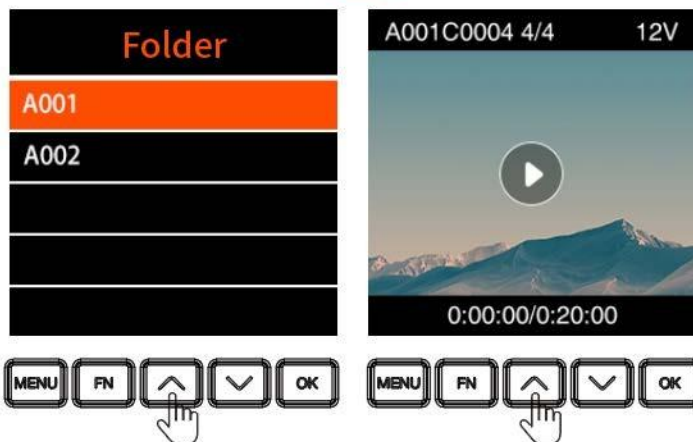 Folder
A001
A002
MENU FN OK
A001C0004 4/4 12V
0:00:00/0:20:00
MENU FN OK